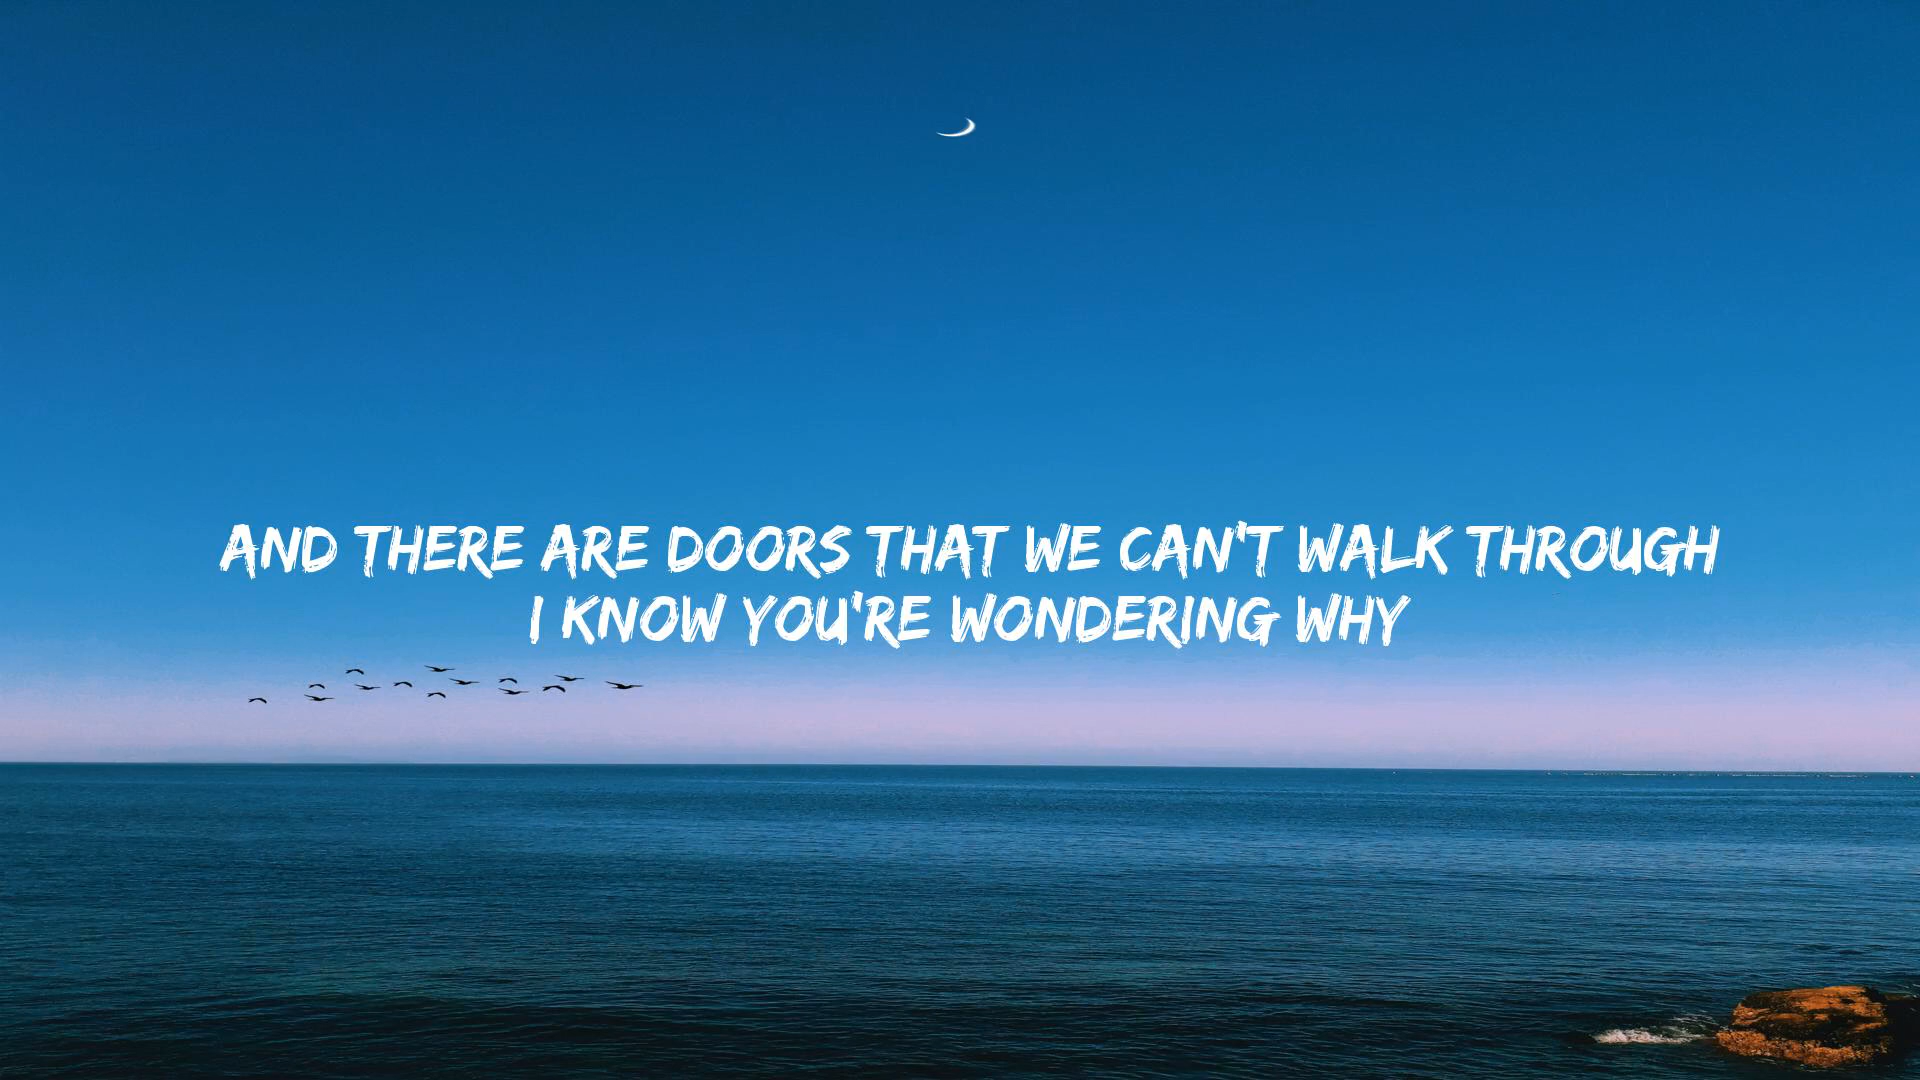 AND THERE ARE DOORS THAT WE CAN'T WALK THROUGH
I KNOW YOU'RE WONDERING WHY